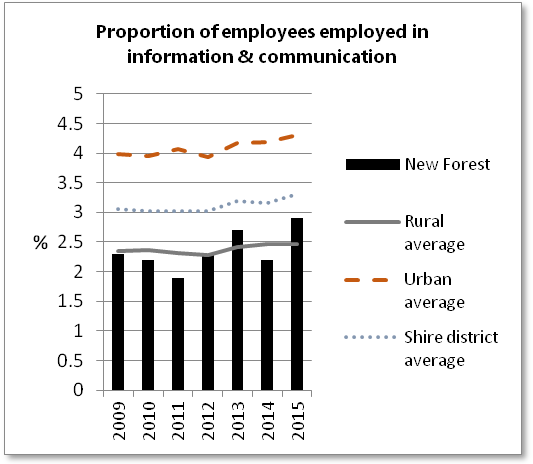 Proportion of employees employed in
information & communication
5
4.5
4
3.5
3
2.5
2
1.5
1
0.5
0
%
2009
2010
2011
2012
2013
2014
2015
New Forest
Rural
average
Urban
average
Shire district
average